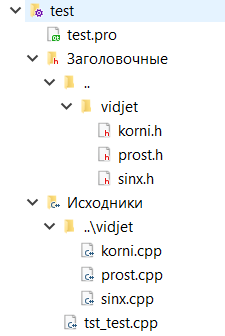 test
test.pro
Заголовочные
..
vidjet
korni.h
prost.h
sinx.h
Исходники
..\vidjet
korni.cpp
prost.cpp
sinx.cpp
tst_test.cpp